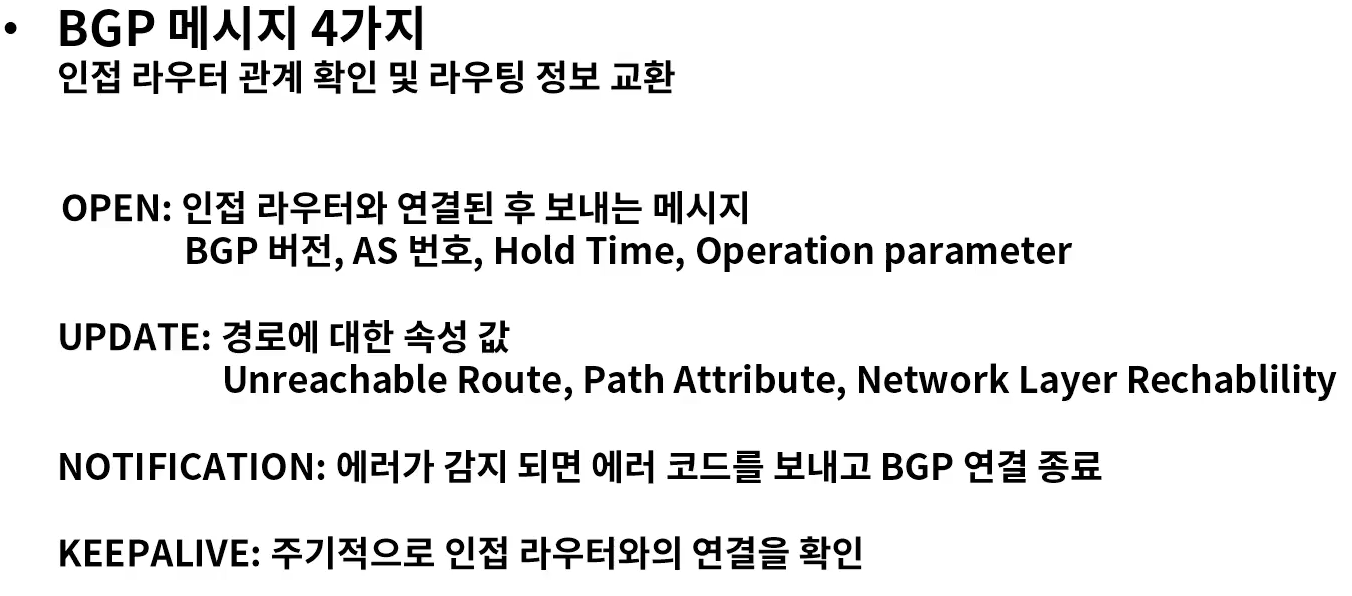 • BGP 메시지 4가지
인접 라우터 관계 확인 및 라우팅 정보 교환
OPEN: 인접 라우터와 연결된 후 보내는 메시지
BGP 버전, AS 번호, Hold Time, Operation parameter
UPDATE: 경로에 대한 속성 값
Unreachable Route, Path Attribute, Network Layer Rechablility
NOTIFICATION: 에러가 감지 되면 에러 코드를 보내고 BGP 연결 종료
KEEPALIVE: 주기적으로 인접 라우터와의 연결을 확인